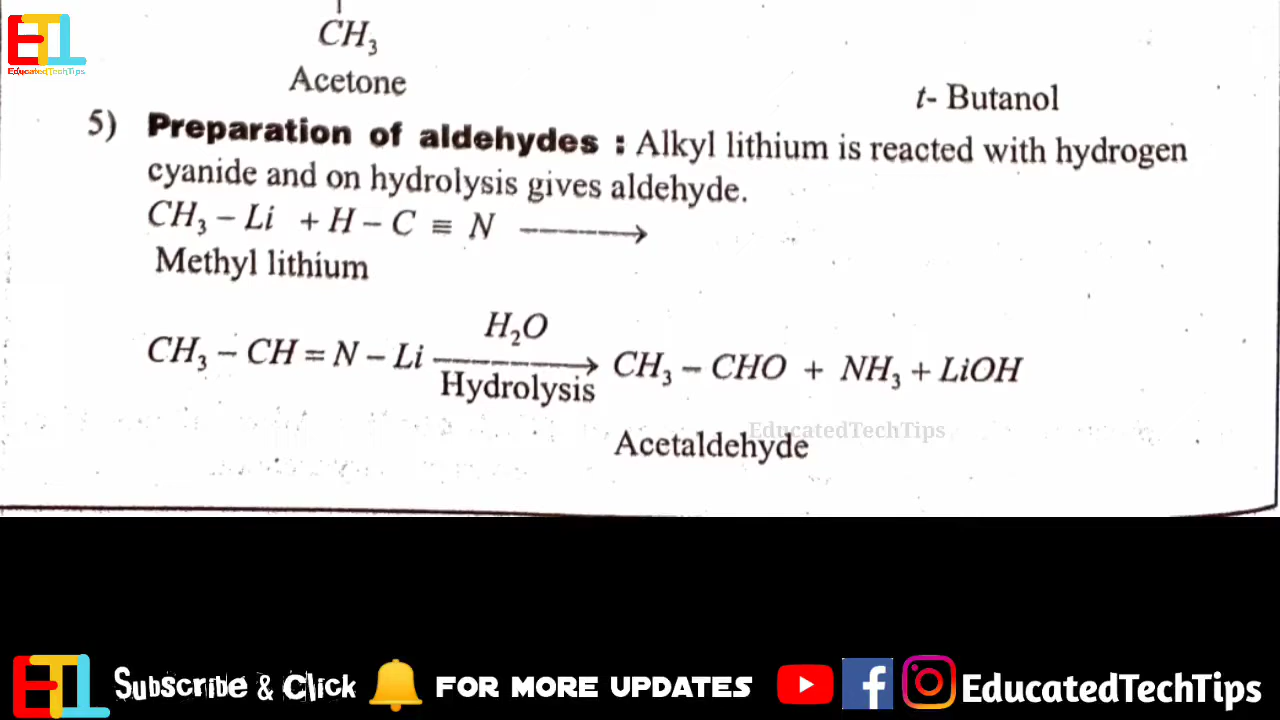 ETL
EducatedTechTips
CH₃
Acetone
t- Butanol
5) Preparation of aldehydes : Alkyl lithium is reacted with hydrogen
cyanide and on hydrolysis gives aldehyde.
CH₃ – Li + H – C ≡ N ⟶
Methyl lithium
H₂O
CH₃ – CH = N – Li ⟶ CH₃ – CHO + NH₃ + LiOH
Hydrolysis
EducatedTechTips
Acetaldehyde
ETL Subscribe & Click FOR MORE UPDATES f EducatedTechTips